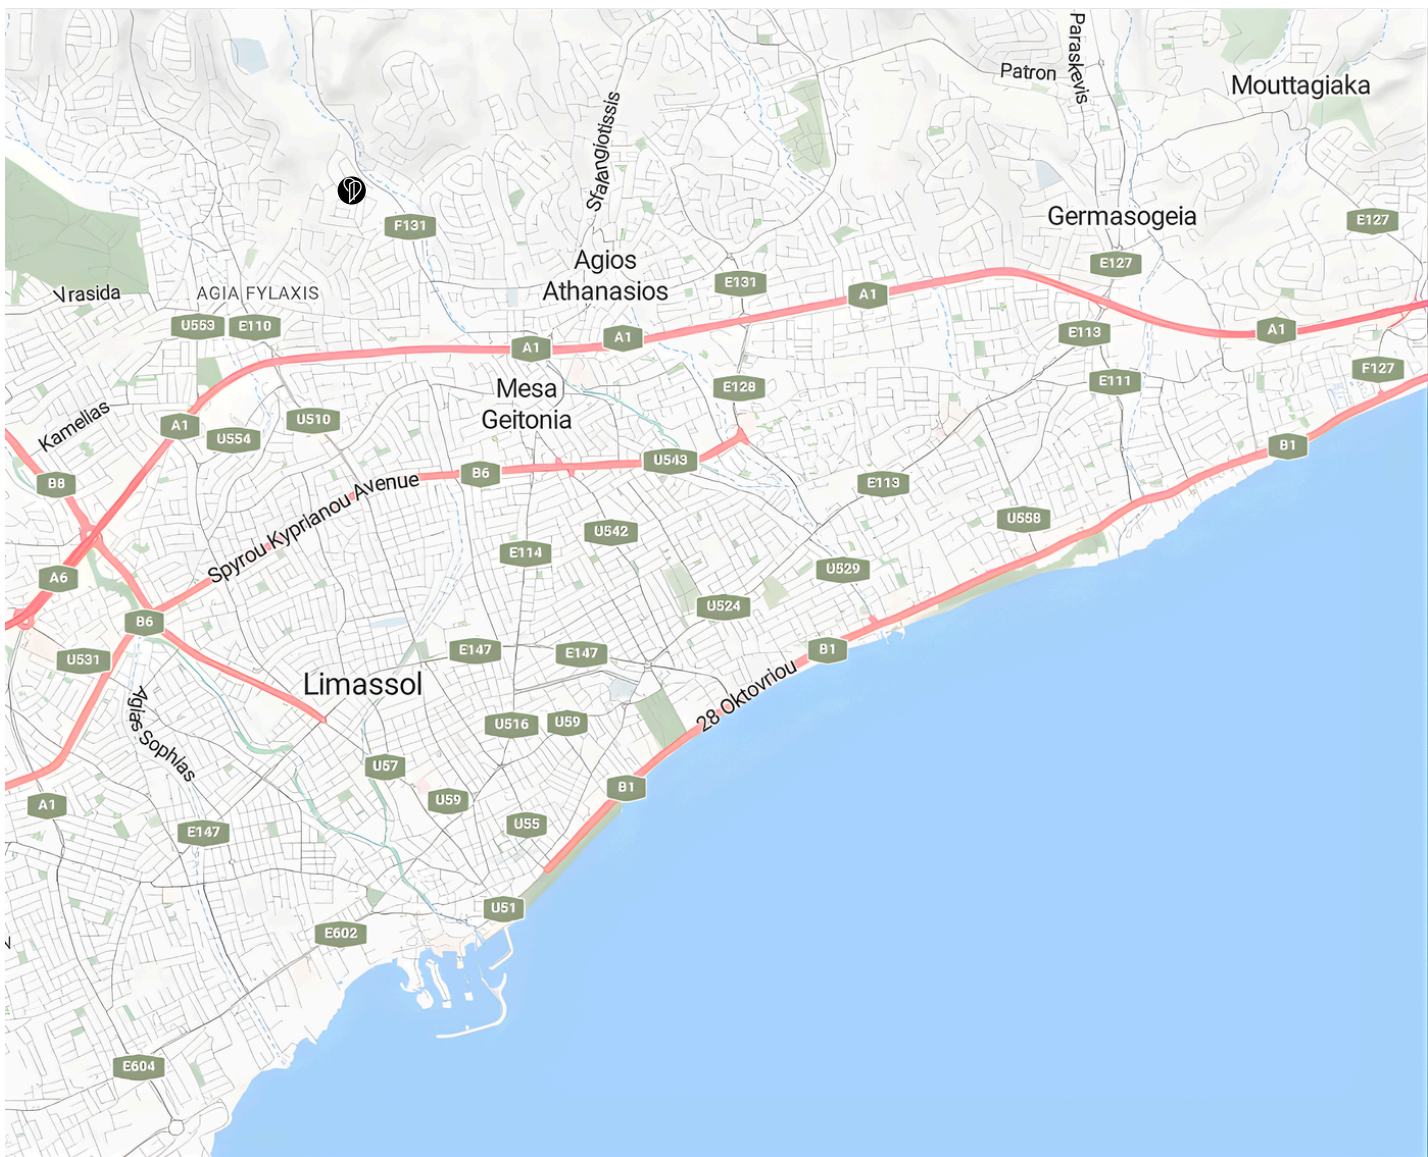 Paraskevis
Patron
Mouttagiaka
Sfalangiotissis
F131
Germasogeia
E127
Agios
Athanasios
E131
E127
Vrasida
AGIA FYLAXIS
A1
U563
E110
A1
A1
E113
A1
E128
F127
Mesa
Geitonia
E111
Kamelias
A1
U510
U554
B1
B8
Spyrou Kyprianou Avenue
B6
U543
E113
U558
U542
E114
A6
U529
B6
U524
U531
E147
E147
B1
Limassol
28 Oktovriou
Agias Sophias
U516
U59
U57
B1
A1
U59
E147
U55
U51
E602
N
E604